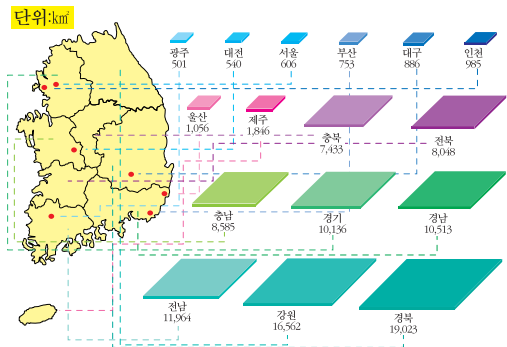 단위:㎢
광주 대전 서울 부산 대구 인천
501 540 606 753 886 985
울산 제주 충북 전북
1,056 1,846 7,433 8,048
충남 경기 경남
8,585 10,136 10,513
전남 강원 경북
11,964 16,562 19,023